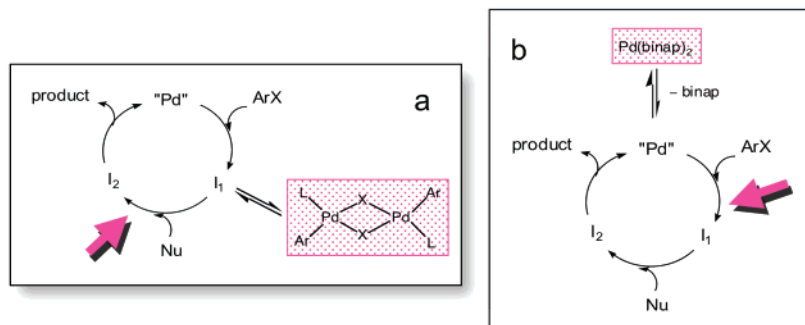 a
product
"Pd"
ArX
I₂
I₁
Nu
L
X
Ar
Pd
Pd
Ar
X
L
b
Pd(binap)₂
– binap
product
"Pd"
ArX
I₂
I₁
Nu